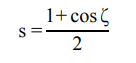 s = (1 + cos ζ) / 2